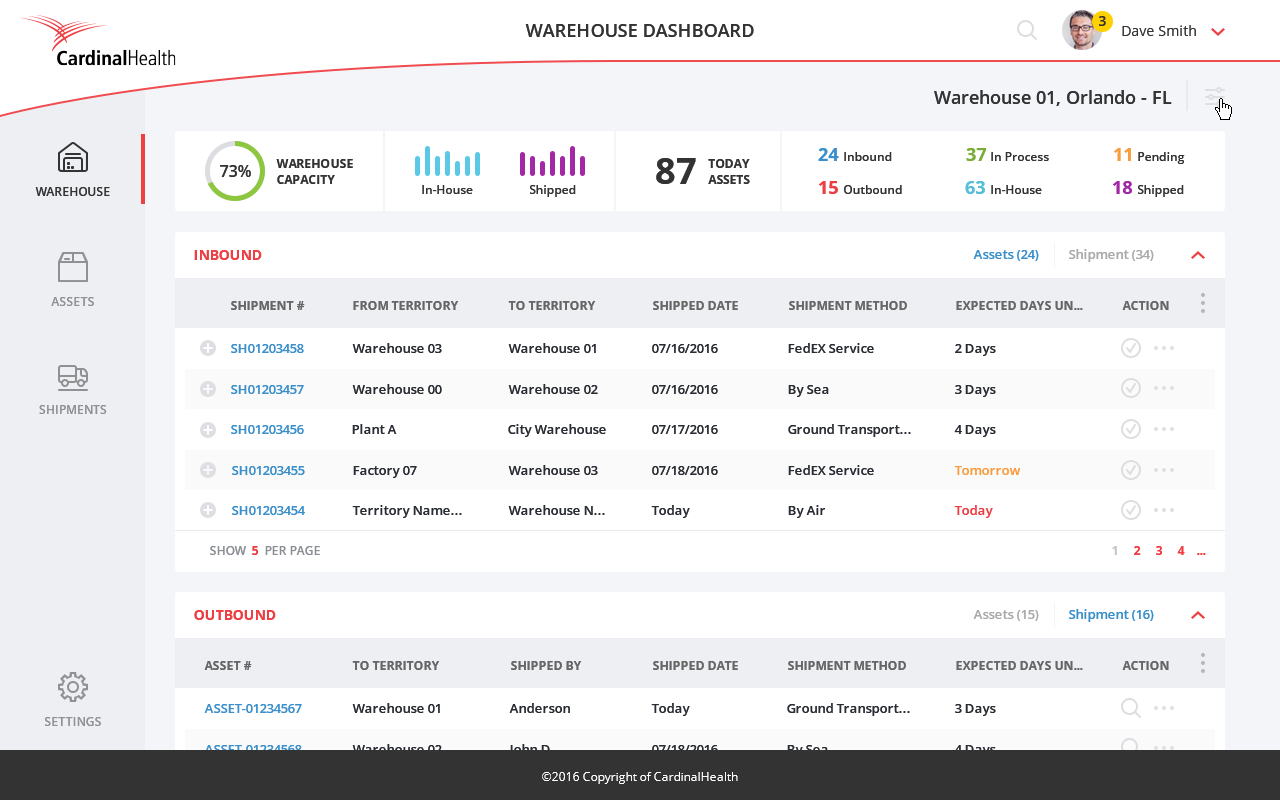 CardinalHealth
WAREHOUSE DASHBOARD
3
Dave Smith
Warehouse 01, Orlando - FL
WAREHOUSE
ASSETS
SHIPMENTS
SETTINGS
73%
WAREHOUSE
CAPACITY
In-House
Shipped
87
TODAY
ASSETS
24 Inbound
37 In Process
11 Pending
15 Outbound
63 In-House
18 Shipped
INBOUND
Assets (24)
Shipment (34)
SHIPMENT # FROM TERRITORY TO TERRITORY SHIPPED DATE SHIPMENT METHOD EXPECTED DAYS UN... ACTION
SH01203458 Warehouse 03 Warehouse 01 07/16/2016 FedEX Service 2 Days
SH01203457 Warehouse 00 Warehouse 02 07/16/2016 By Sea 3 Days
SH01203456 Plant A City Warehouse 07/17/2016 Ground Transport... 4 Days
SH01203455 Factory 07 Warehouse 03 07/18/2016 FedEX Service Tomorrow
SH01203454 Territory Name... Warehouse N... Today By Air Today
SHOW 5 PER PAGE
1 2 3 4 ...
OUTBOUND
Assets (15)
Shipment (16)
ASSET # TO TERRITORY SHIPPED BY SHIPPED DATE SHIPMENT METHOD EXPECTED DAYS UN... ACTION
ASSET-01234567 Warehouse 01 Anderson Today Ground Transport... 3 Days
ASSET-01234568 Warehouse 02 John D 07/18/2016 By Sea 4 Days
©2016 Copyright of CardinalHealth